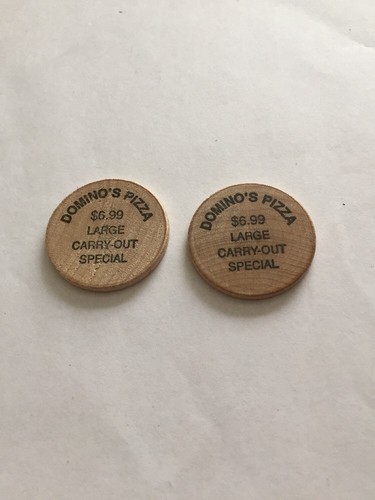 DOMINO'S PIZZA
$6.99
LARGE
CARRY-OUT
SPECIAL
DOMINO'S PIZZA
$6.99
LARGE
CARRY-OUT
SPECIAL